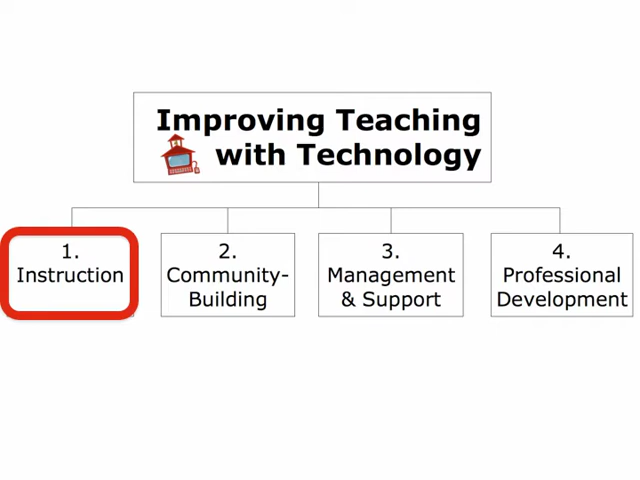 Improving Teaching
with Technology
1.
Instruction
2.
Community-
Building
3.
Management
& Support
4.
Professional
Development